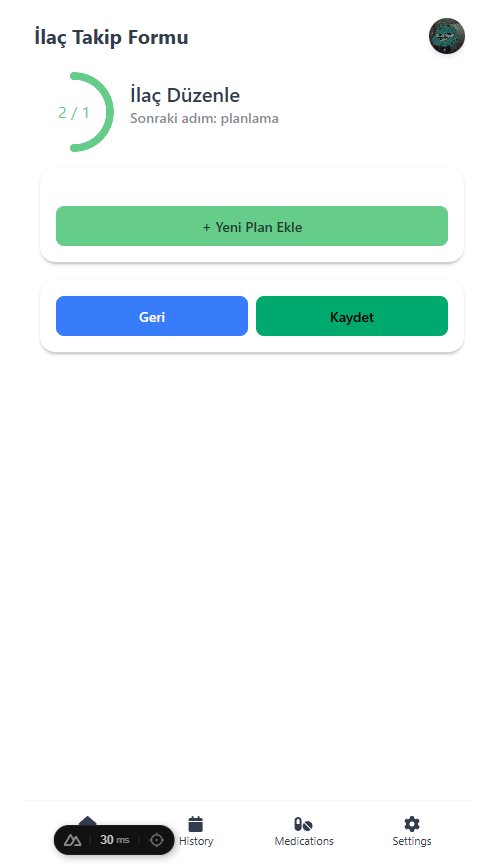 İlaç Takip Formu
2 / 1
İlaç Düzenle
Sonraki adım: planlama
+ Yeni Plan Ekle
Geri
Kaydet
30 ms
History
Medications
Settings